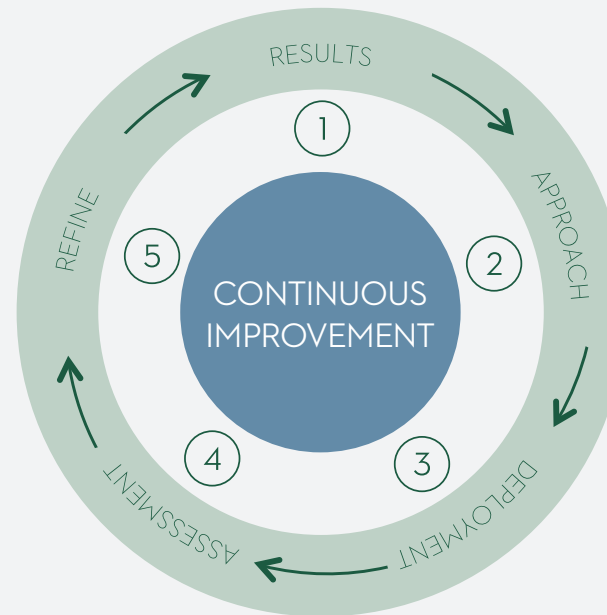 RESULTS
1
APPROACH
2
DEPLOYMENT
3
ASSESSMENT
4
REFINE
5
CONTINUOUS
IMPROVEMENT